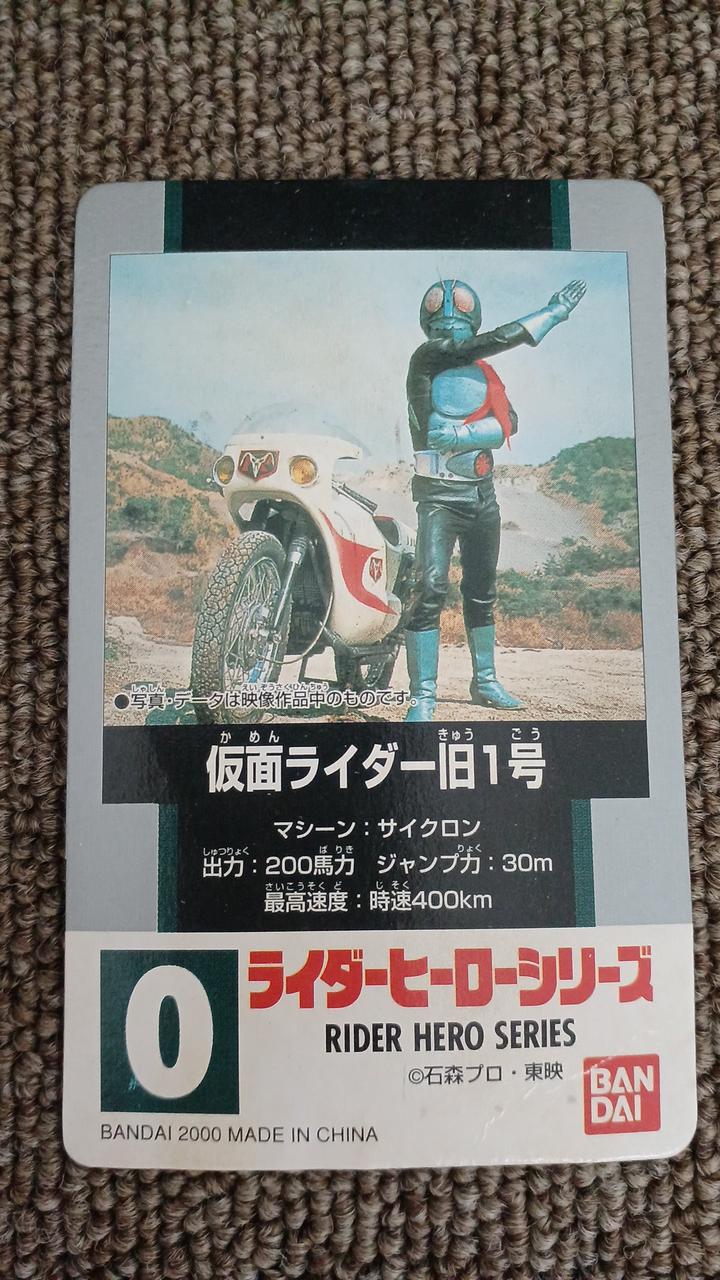 ●写真・データは映像作品中のものです。
仮面ライダー旧1号
マシーン：サイクロン
出力：200馬力 ジャンプ力：30m
最高速度：時速400km
0
ライダーヒーローシリーズ
RIDER HERO SERIES
©石森プロ・東映
BAN
DAI
BANDAI 2000 MADE IN CHINA